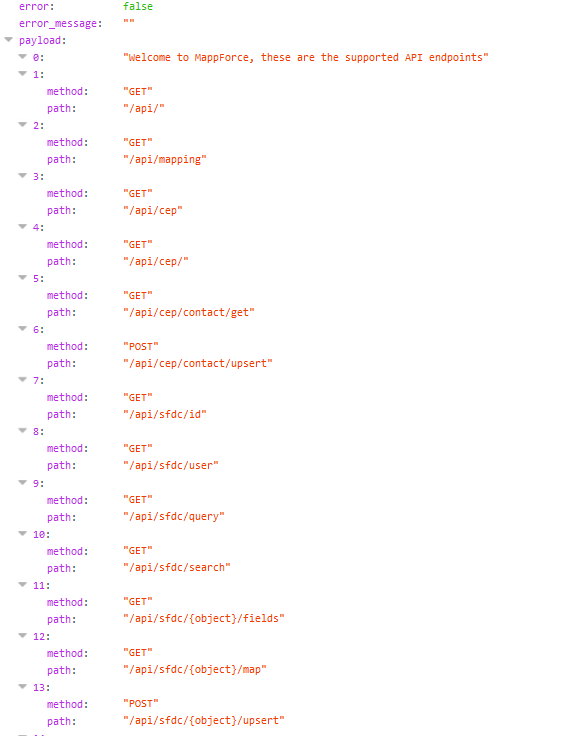 error: false
error_message: ""
payload:
0: "Welcome to MappForce, these are the supported API endpoints"
1:
method: "GET"
path: "/api/"
2:
method: "GET"
path: "/api/mapping"
3:
method: "GET"
path: "/api/cep"
4:
method: "GET"
path: "/api/cep/"
5:
method: "GET"
path: "/api/cep/contact/get"
6:
method: "POST"
path: "/api/cep/contact/upsert"
7:
method: "GET"
path: "/api/sfdc/id"
8:
method: "GET"
path: "/api/sfdc/user"
9:
method: "GET"
path: "/api/sfdc/query"
10:
method: "GET"
path: "/api/sfdc/search"
11:
method: "GET"
path: "/api/sfdc/{object}/fields"
12:
method: "GET"
path: "/api/sfdc/{object}/map"
13:
method: "POST"
path: "/api/sfdc/{object}/upsert"